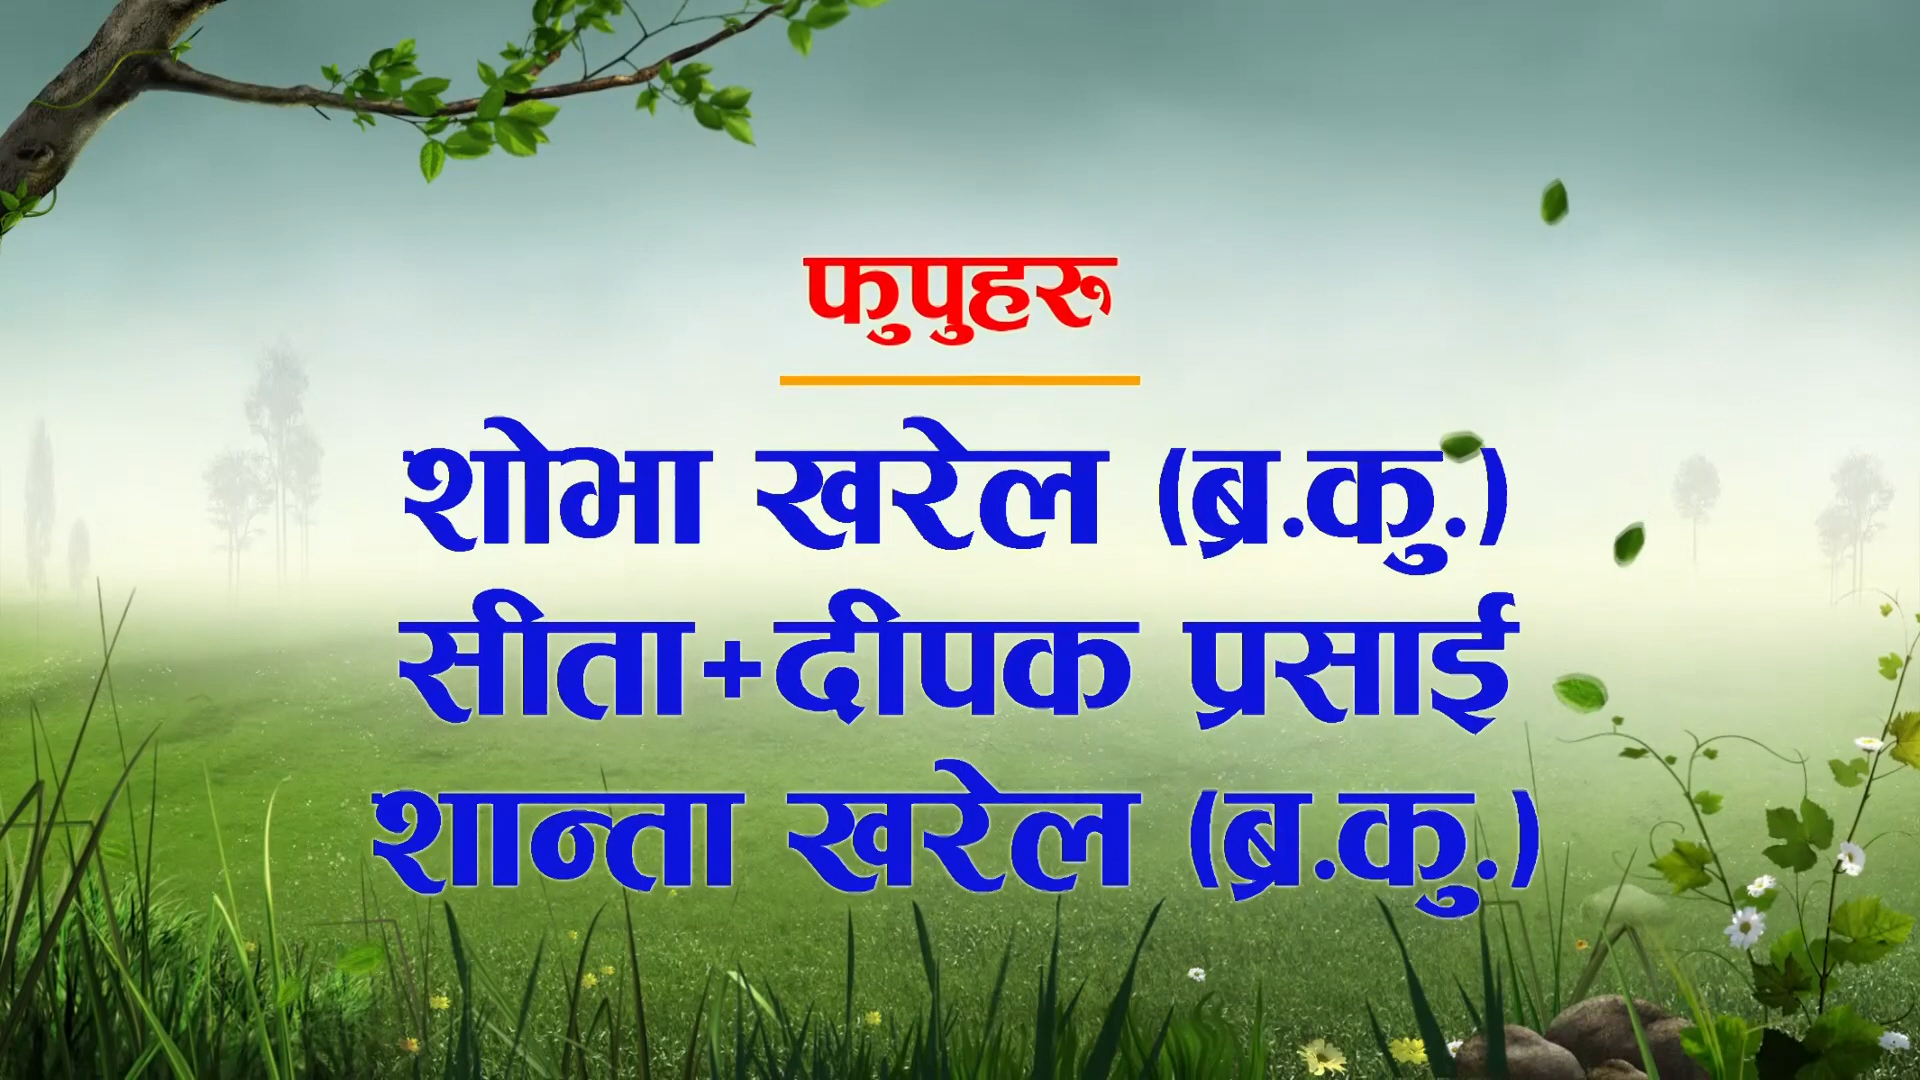 फुपुहरु
शोभा खरेल (ब्र.कु.)
सीता+दीपक प्रसाई
शान्ता खरेल (ब्र.कु.)